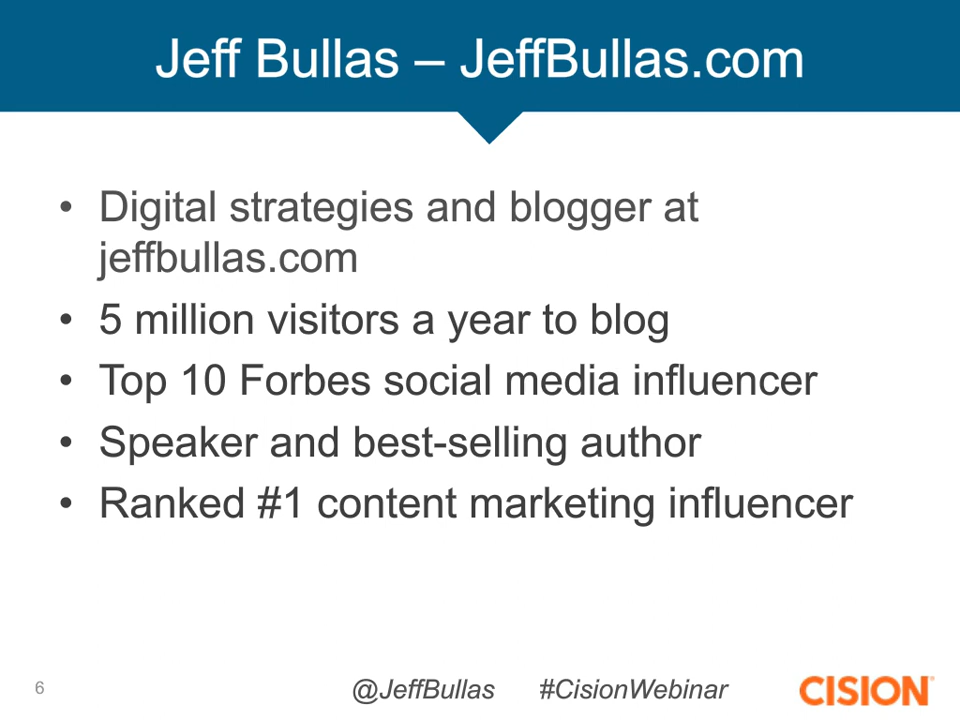 Jeff Bullas – JeffBullas.com
• Digital strategies and blogger at
jeffbullas.com
• 5 million visitors a year to blog
• Top 10 Forbes social media influencer
• Speaker and best-selling author
• Ranked #1 content marketing influencer
6 @JeffBullas #CisionWebinar CISION®